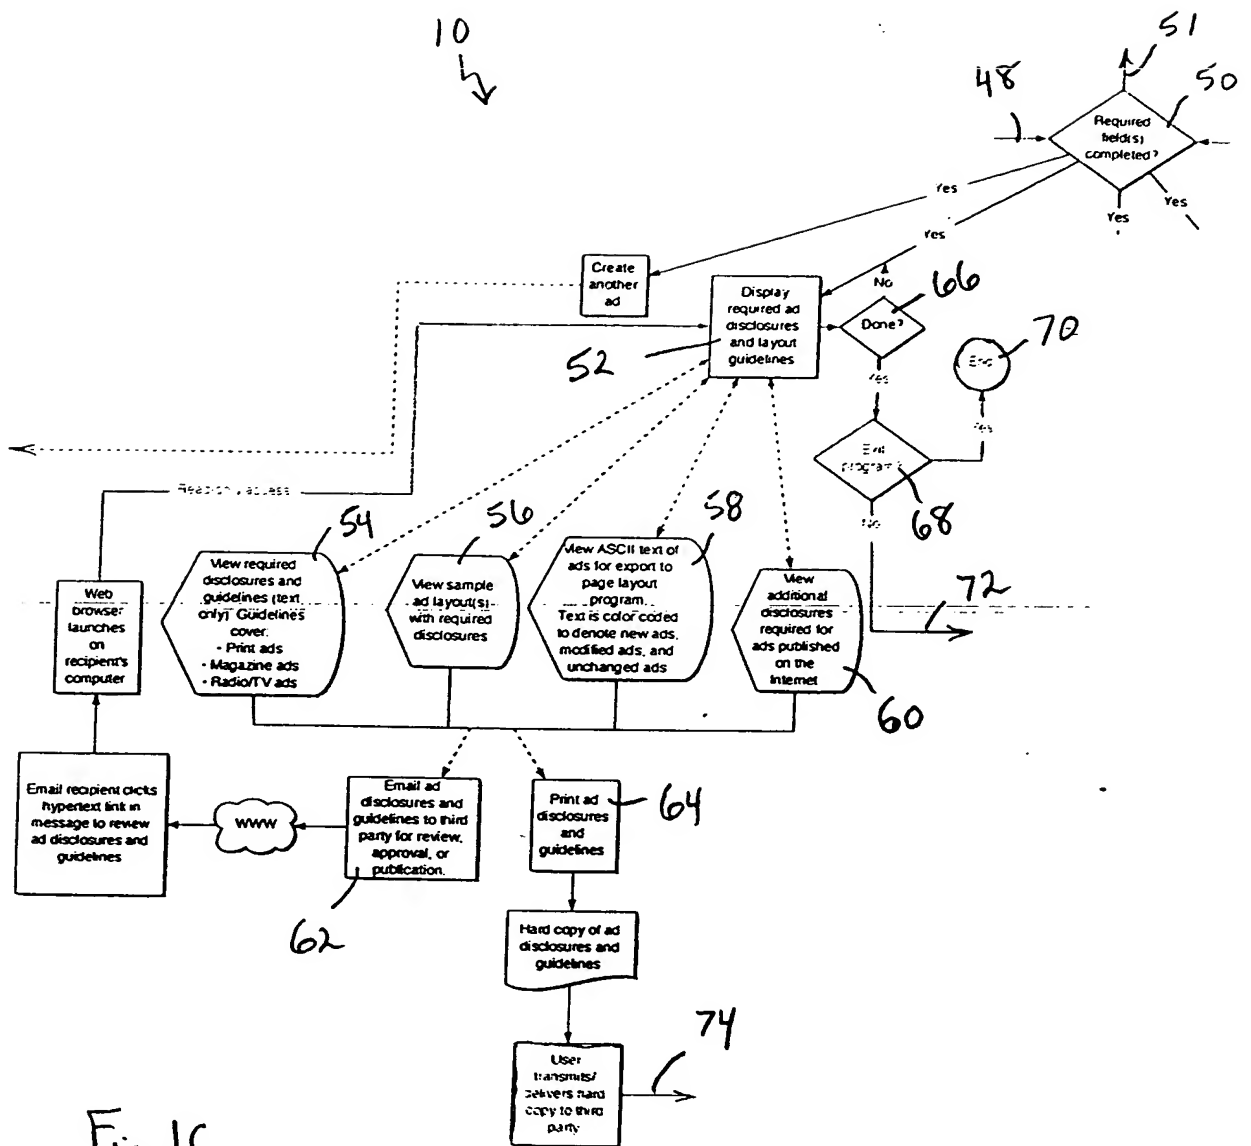 10
51
48
50
Required
field(s)
completed?
Yes
Yes
Yes
Yes
Create
another
ad
Display
required ad
disclosures
and layout
guidelines
52
No
66
Done?
70
End
Yes
Yes
Exit
program?
68
No
72
access
54
View required
disclosures and
guidelines (text
only) Guidelines
cover:
- Print ads
- Magazine ads
- Radio/TV ads
56
View sample
ad layout(s)
with required
disclosures
58
View ASCII text of
ads for export to
page layout
program.
Text is color coded
to denote new ads,
modified ads, and
unchanged ads
View
additional
disclosures
required for
ads published
on the
Internet
60
Web
browser
launches
on
recipient's
computer
Email recipient clicks
hypertext link in
message to review
ad disclosures and
guidelines
WWW
Email ad
disclosures and
guidelines to third
party for review,
approval, or
publication.
62
Print ad
disclosures
and
guidelines
64
Hard copy of ad
disclosures and
guidelines
User
transmits/
delivers hard
copy to third
party
74
Fig 1C